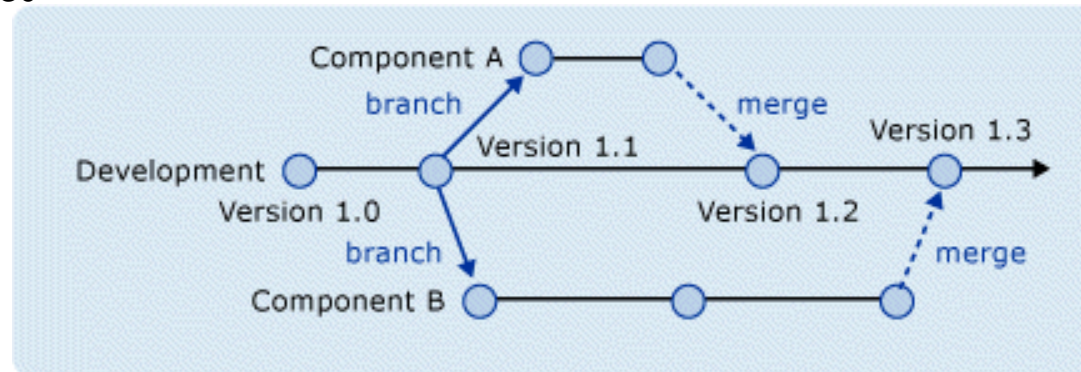 Component A
branch
merge
Version 1.3
Version 1.1
Development
Version 1.0
Version 1.2
branch
merge
Component B